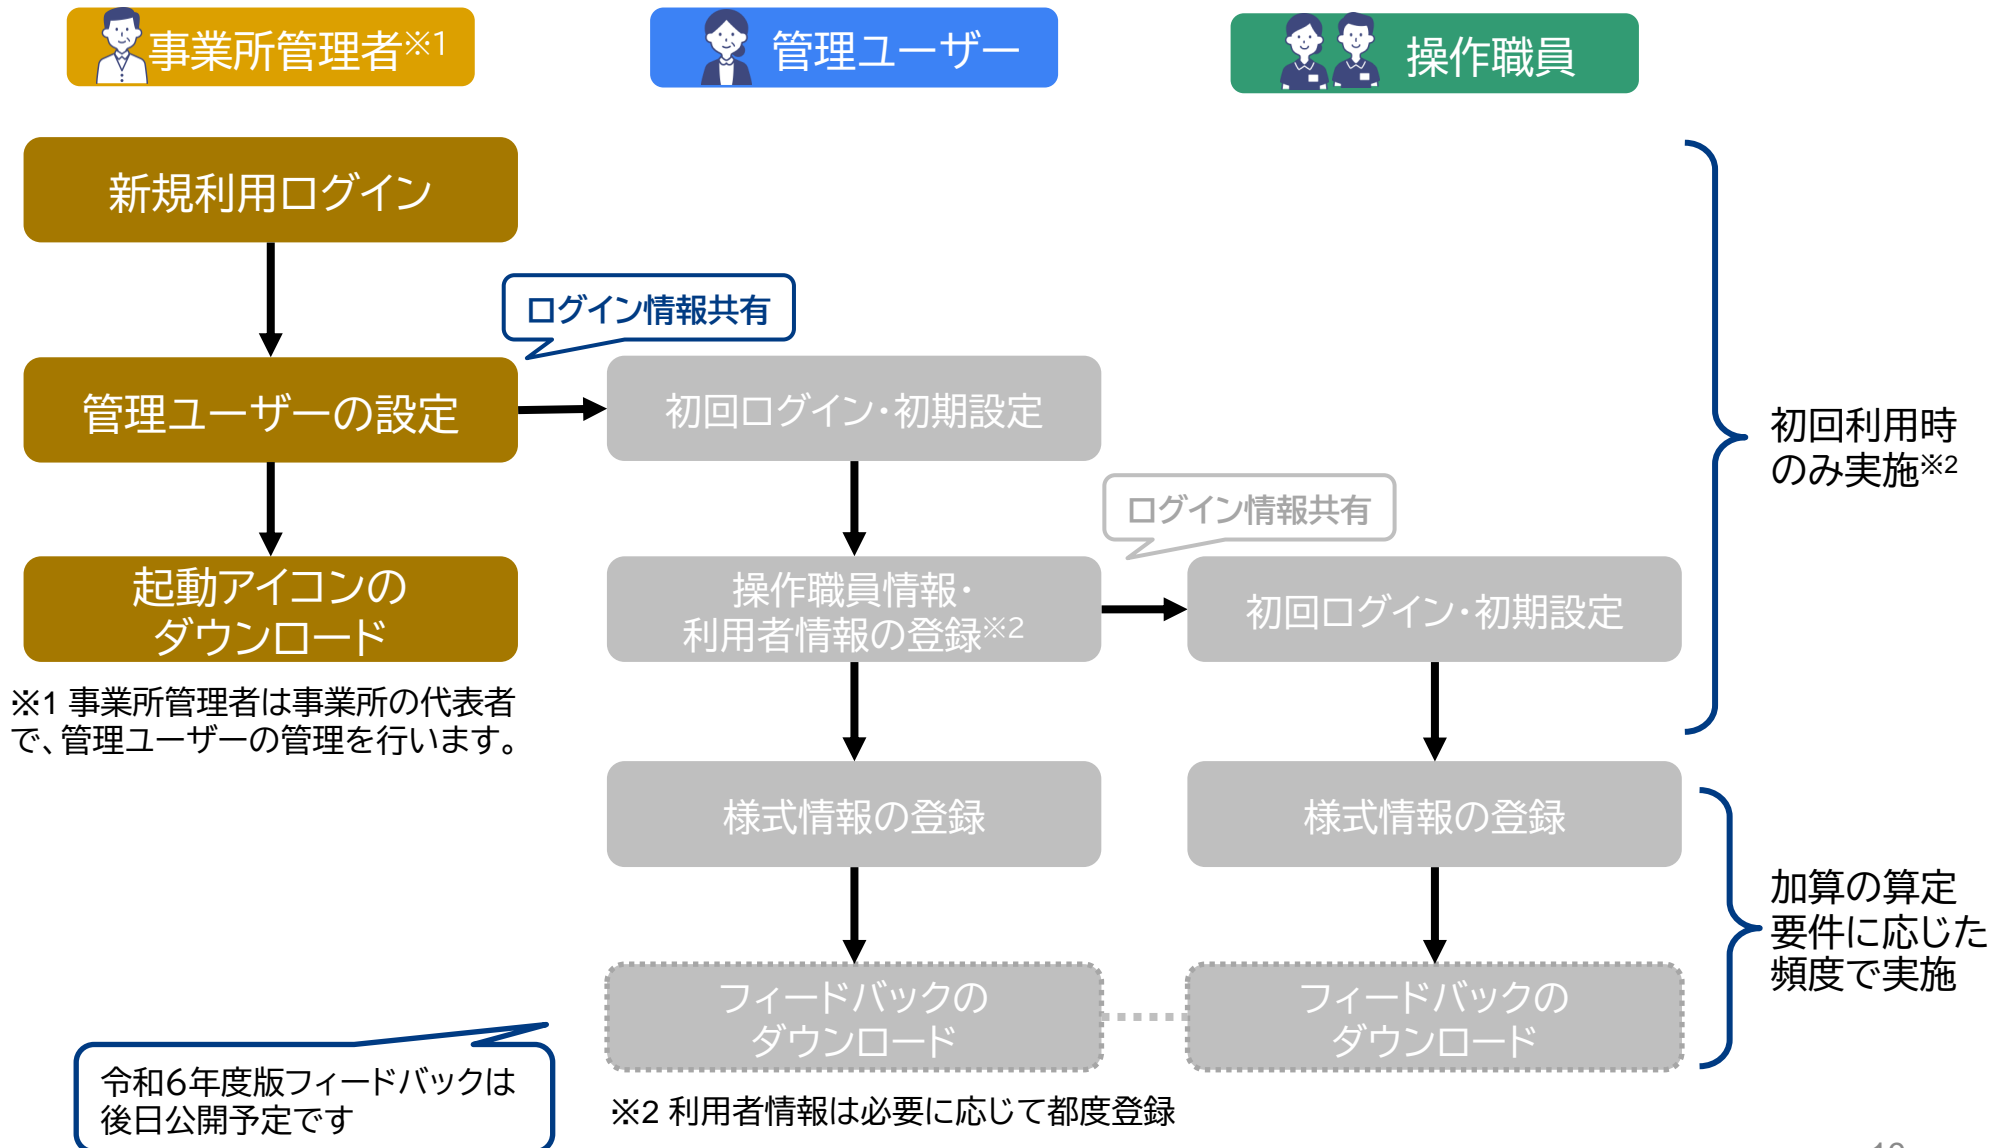 事業所管理者※1
管理ユーザー
操作職員
新規利用ログイン
ログイン情報共有
管理ユーザーの設定
初回ログイン・初期設定
初回利用時
のみ実施※2
ログイン情報共有
起動アイコンの
ダウンロード
操作職員情報・
利用者情報の登録※2
初回ログイン・初期設定
※1 事業所管理者は事業所の代表者
で、管理ユーザーの管理を行います。
様式情報の登録
様式情報の登録
加算の算定
要件に応じた
頻度で実施
フィードバックの
ダウンロード
フィードバックの
ダウンロード
令和6年度版フィードバックは
後日公開予定です
※2 利用者情報は必要に応じて都度登録